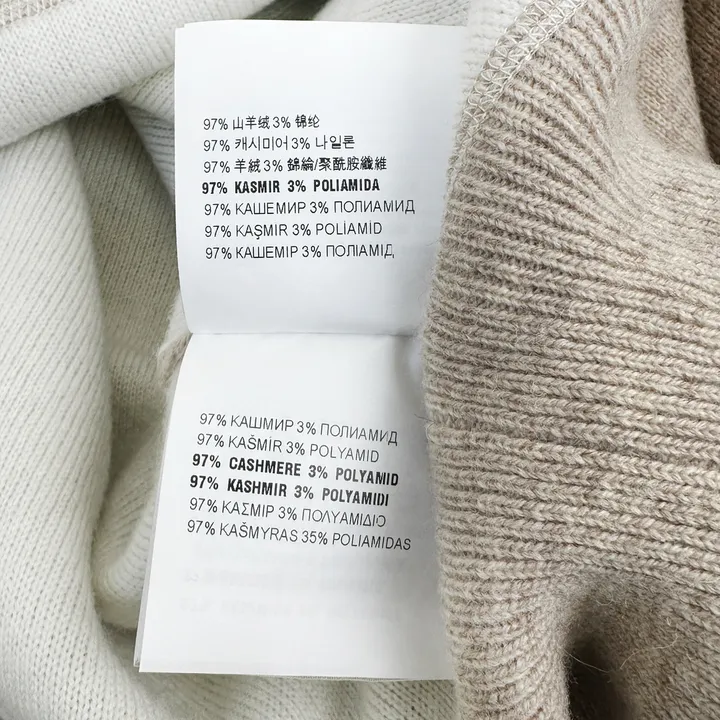 97% 山羊绒 3% 锦纶
97% 캐시미어 3% 나일론
97% 羊絨 3% 錦綸/聚酰胺纖維
97% KASMIR 3% POLIAMIDA
97% КАШЕМИР 3% ПОЛИАМИД
97% KAŞMIR 3% POLİAMİD
97% КАШЕМІР 3% ПОЛІАМІД
97% КАШМИР 3% ПОЛИАМИД
97% KAŠMÍR 3% POLYAMID
97% CASHMERE 3% POLYAMID
97% KASHMIR 3% POLYAMIDI
97% ΚΑΣΜΙΡ 3% ΠΟΛΥΑΜΙΔΙΟ
97% KAŠMYRAS 35% POLIAMIDAS